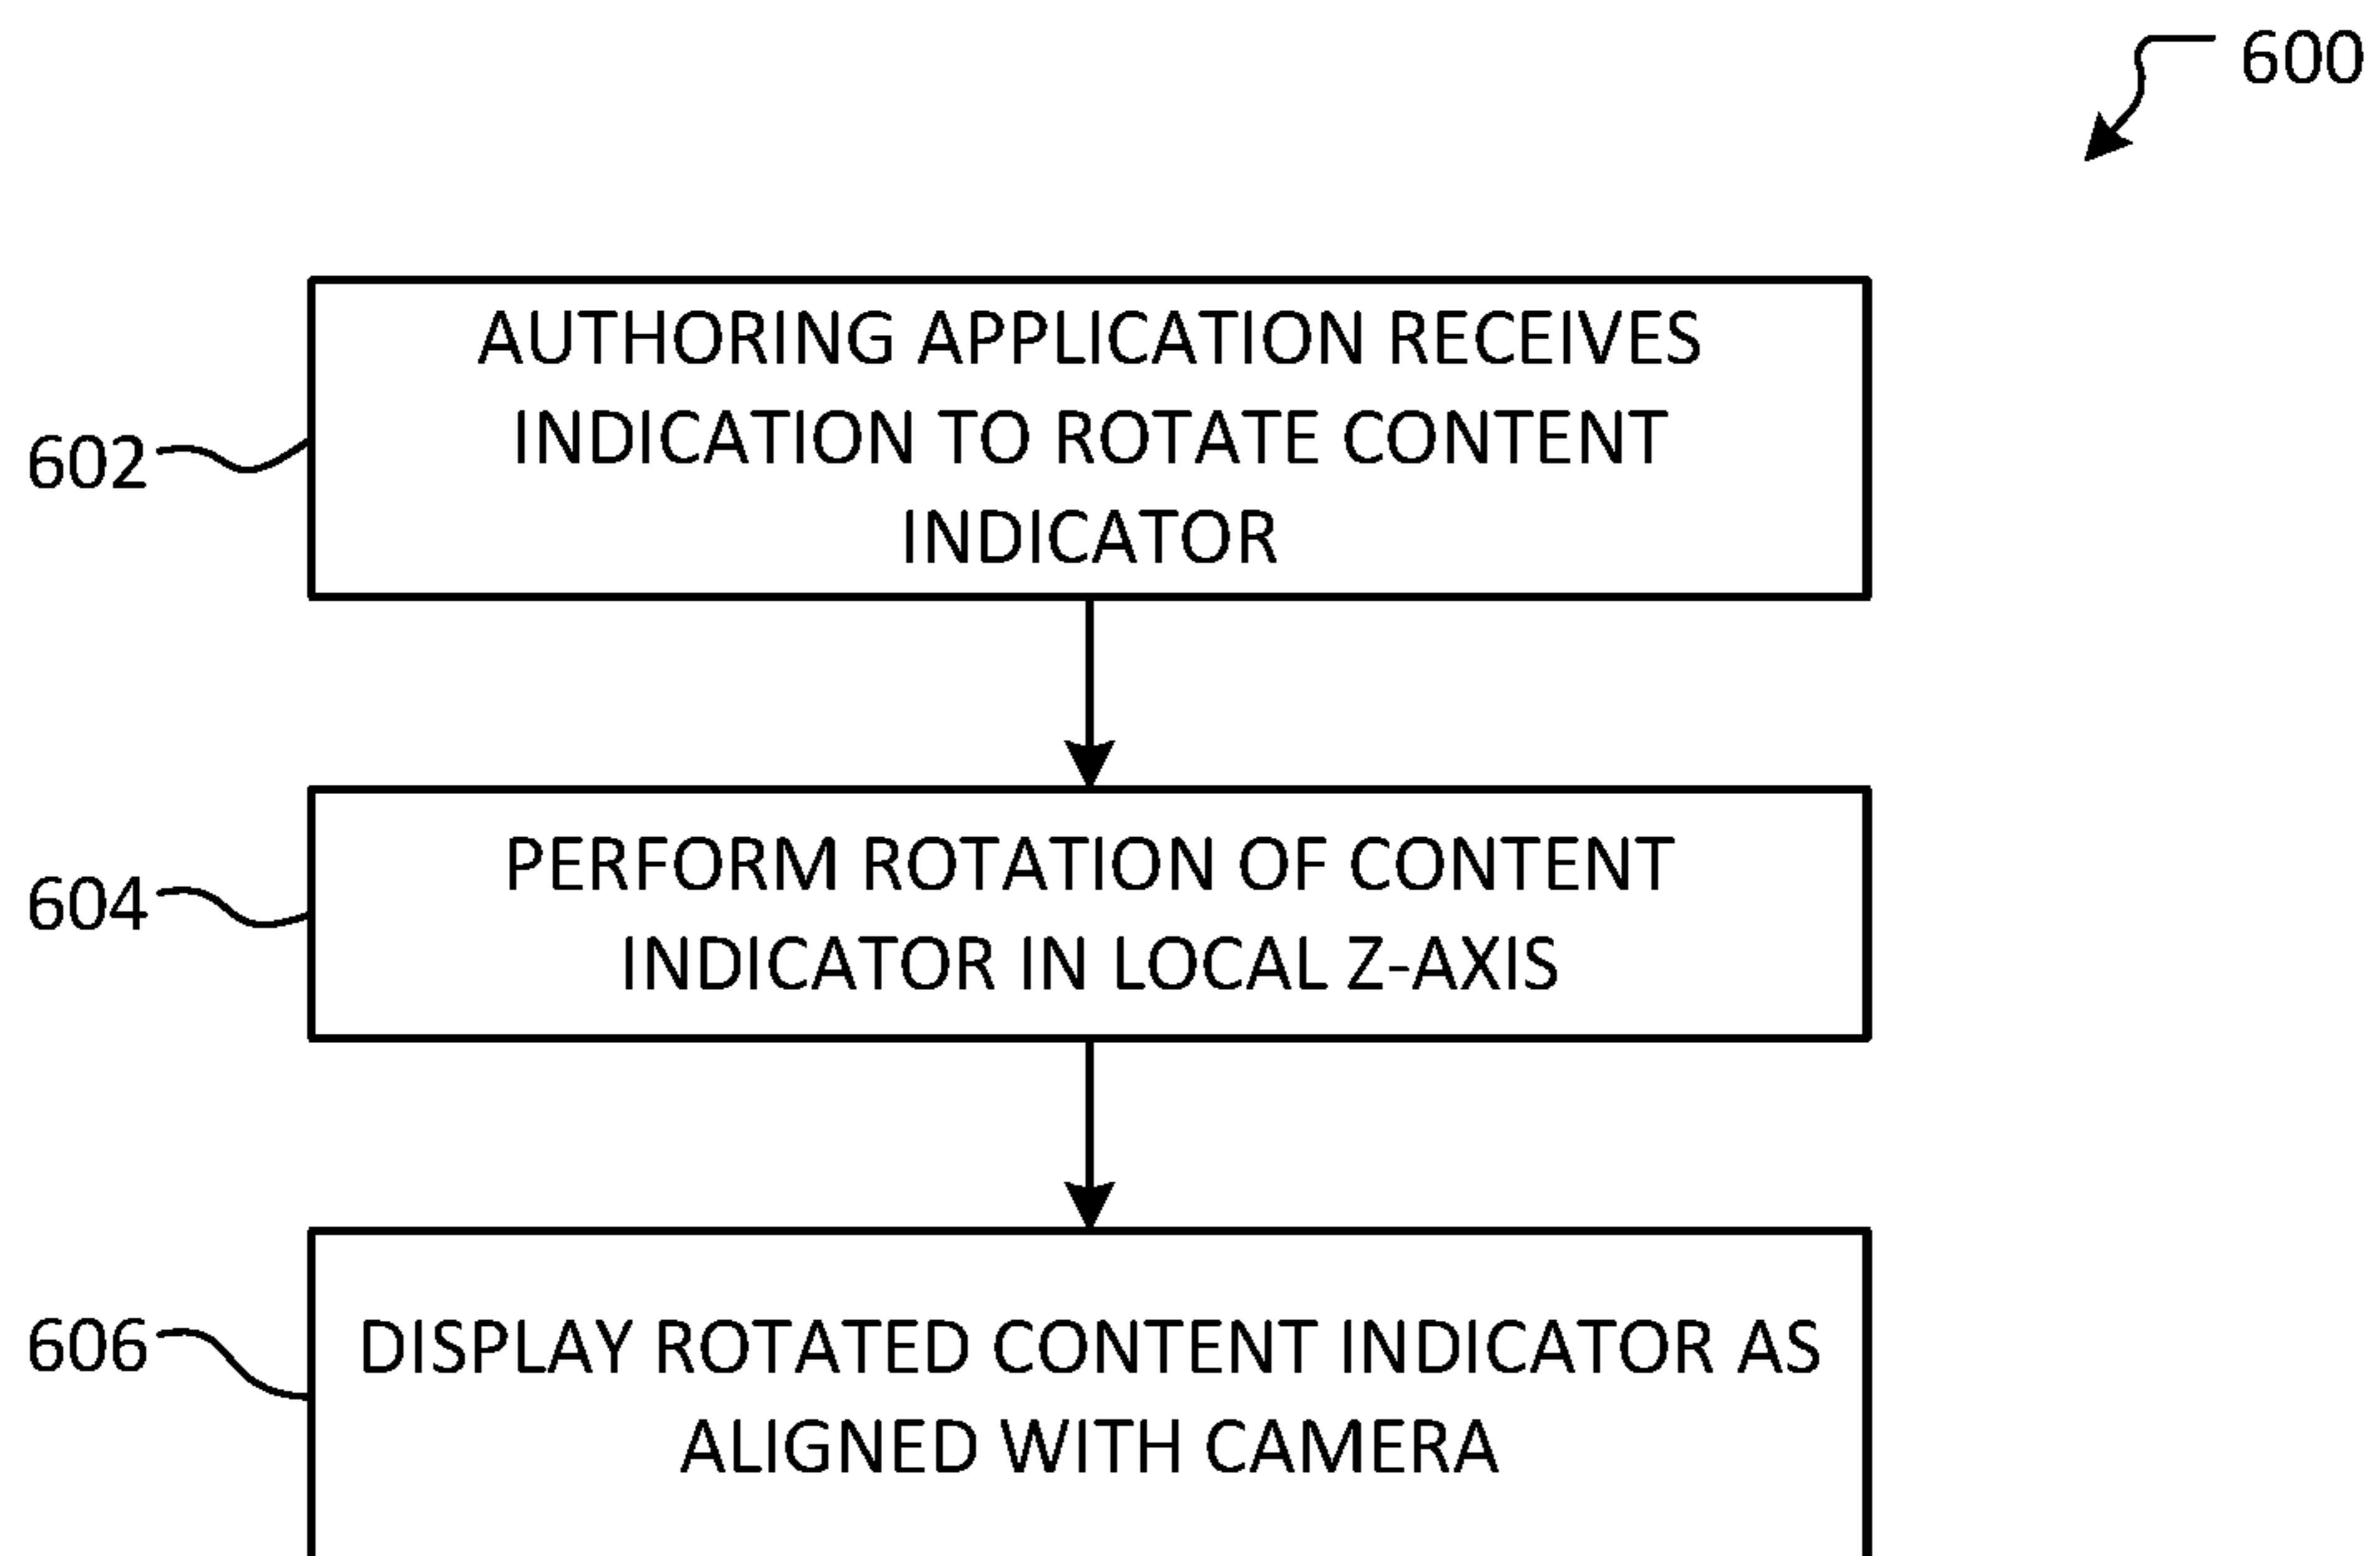 600
AUTHORING APPLICATION RECEIVES
INDICATION TO ROTATE CONTENT
INDICATOR
602
PERFORM ROTATION OF CONTENT
INDICATOR IN LOCAL Z-AXIS
604
DISPLAY ROTATED CONTENT INDICATOR AS
ALIGNED WITH CAMERA
606